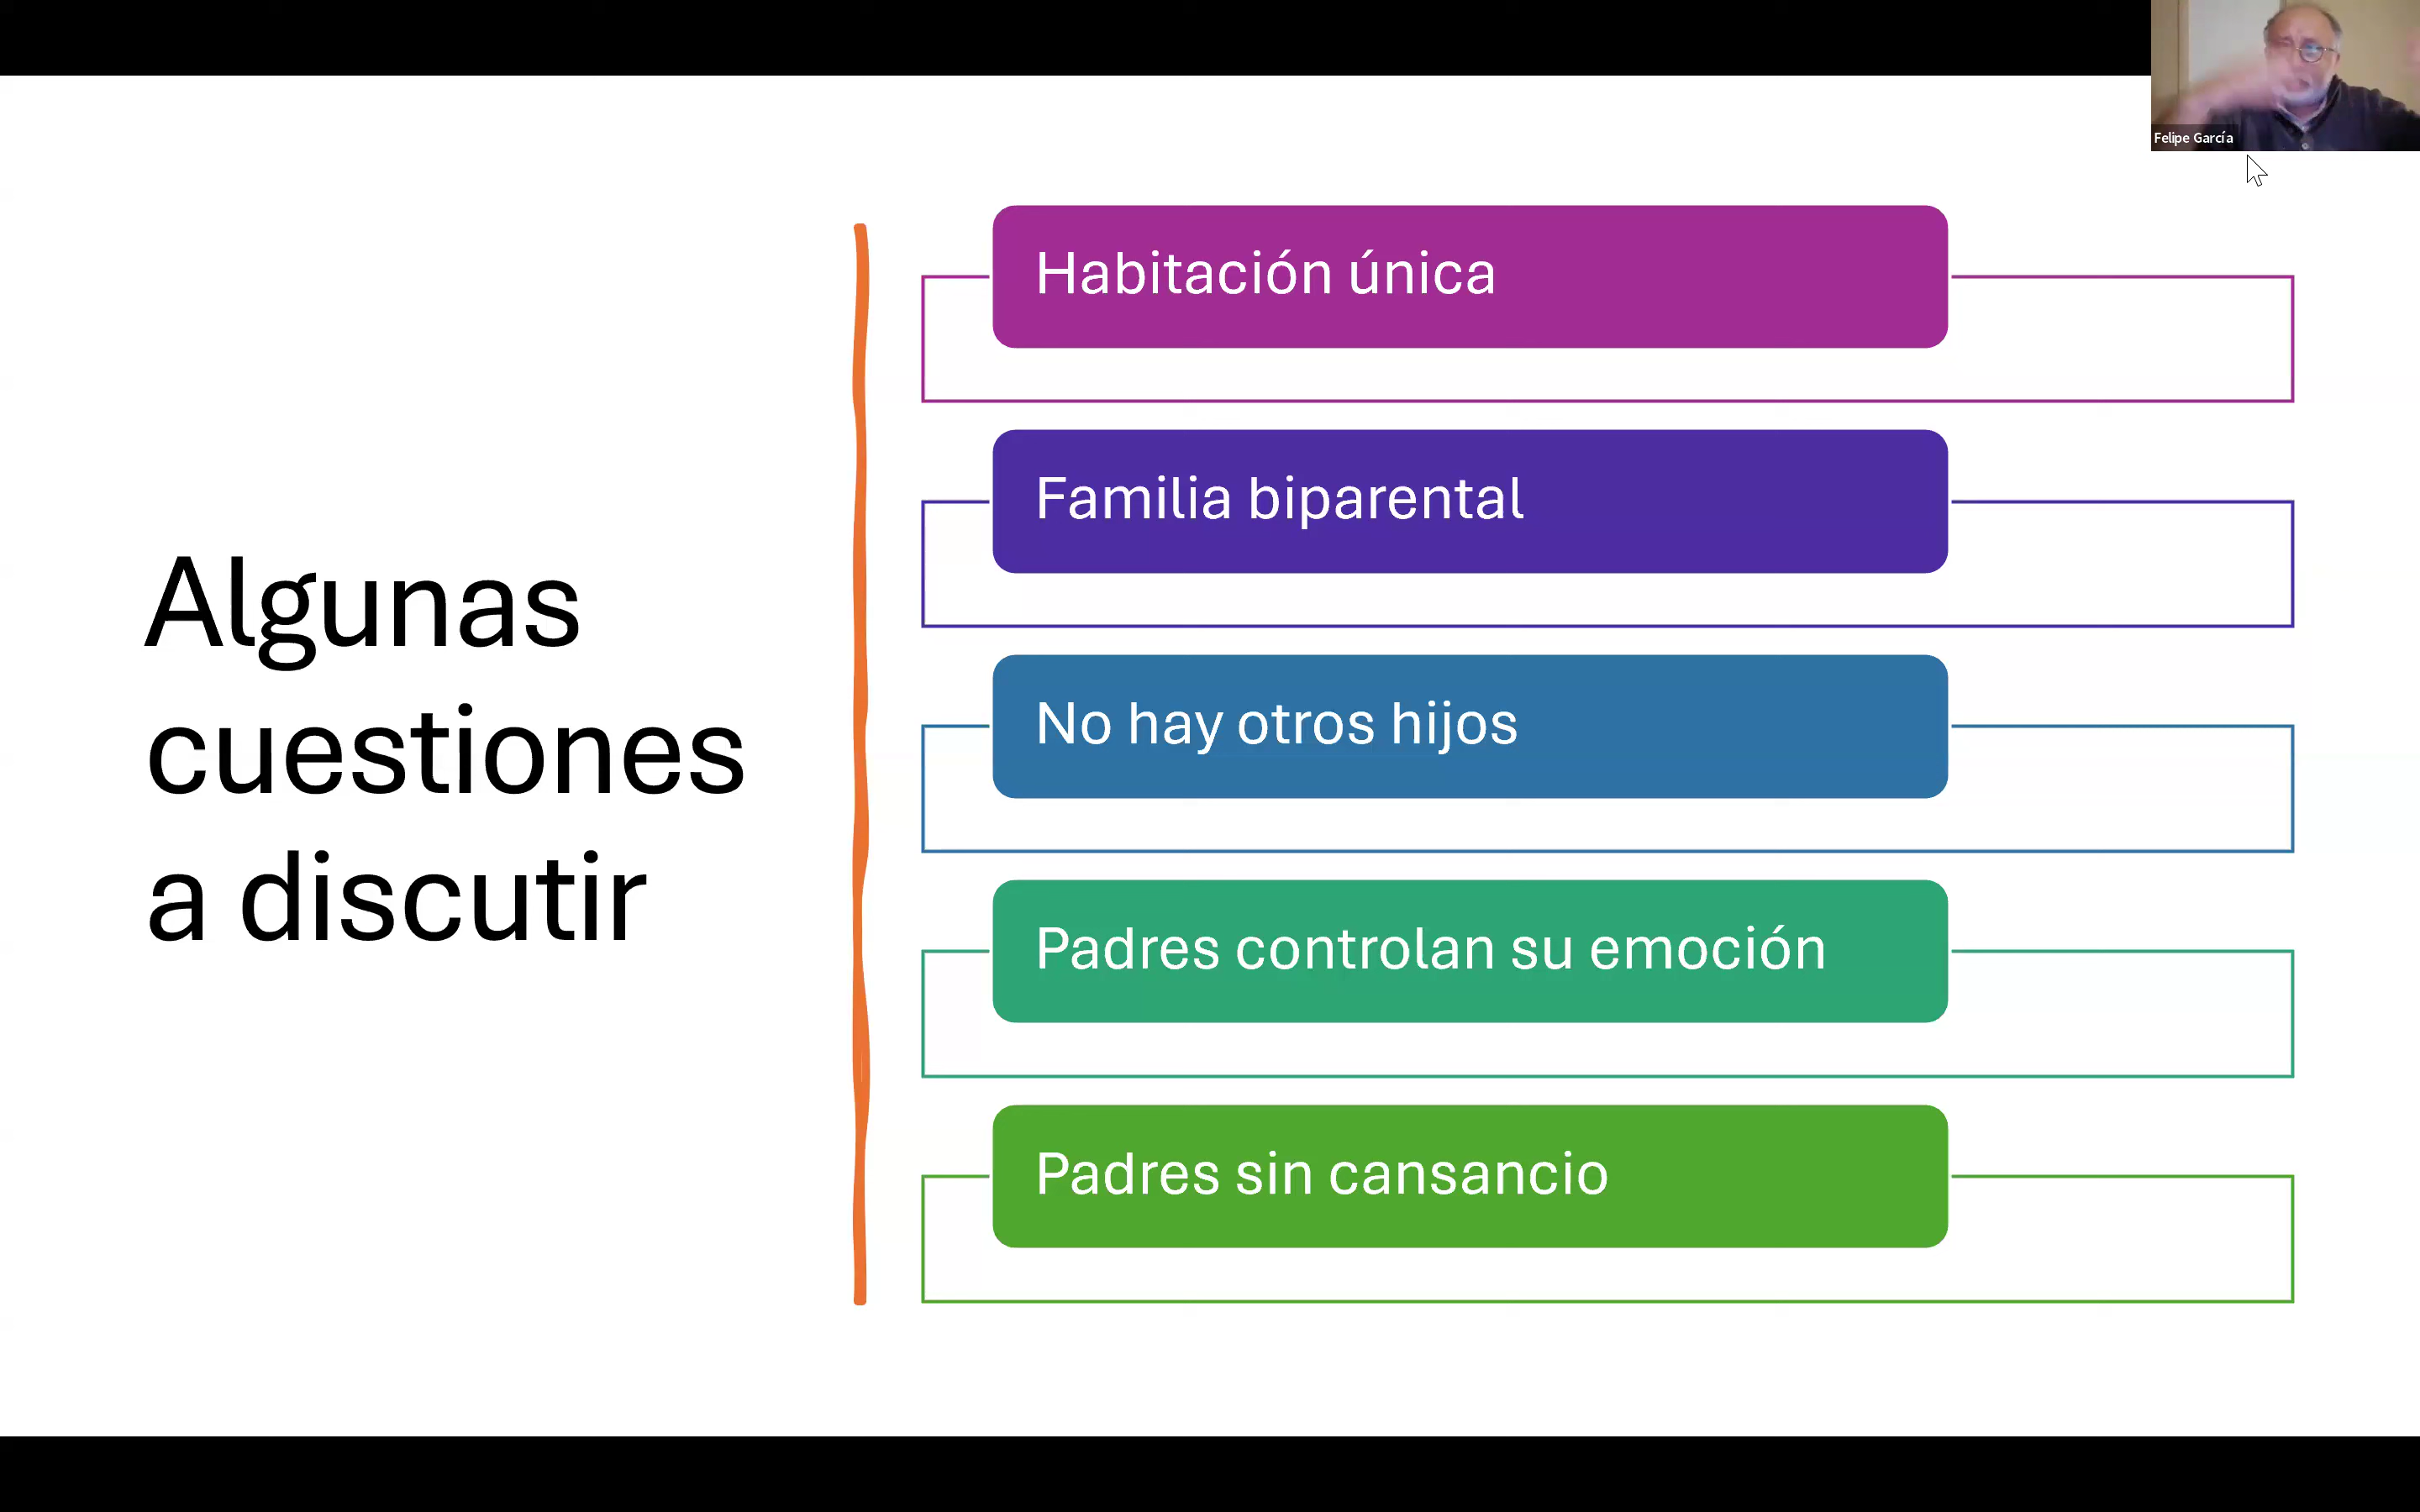 Felipe García
Algunas
cuestiones
a discutir
Habitación única
Familia biparental
No hay otros hijos
Padres controlan su emoción
Padres sin cansancio